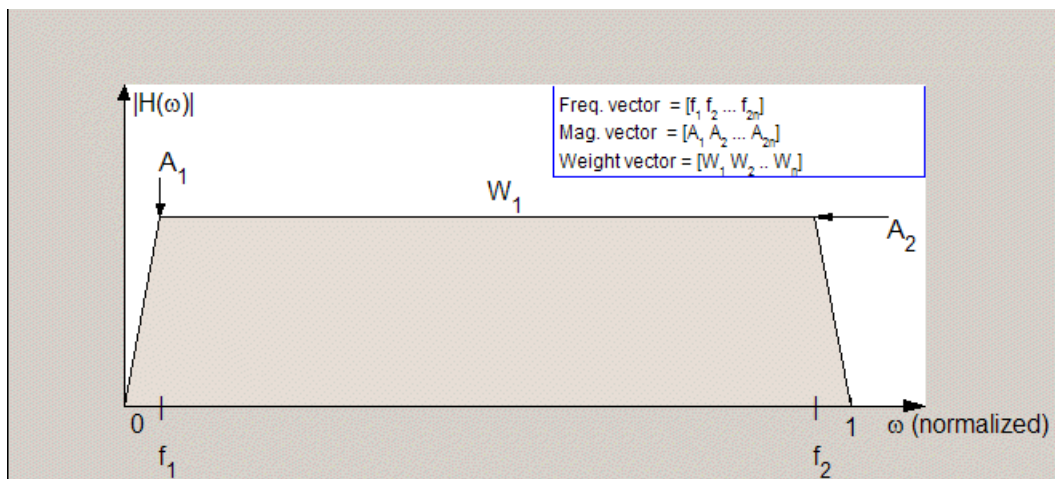 |H(ω)|
Freq. vector = [f₁ f₂ ... f₂ₙ]
Mag. vector = [A₁ A₂ ... A₂ₙ]
Weight vector = [W₁ W₂ .. Wₙ]
A₁
W₁
A₂
0
1
ω (normalized)
f₁
f₂